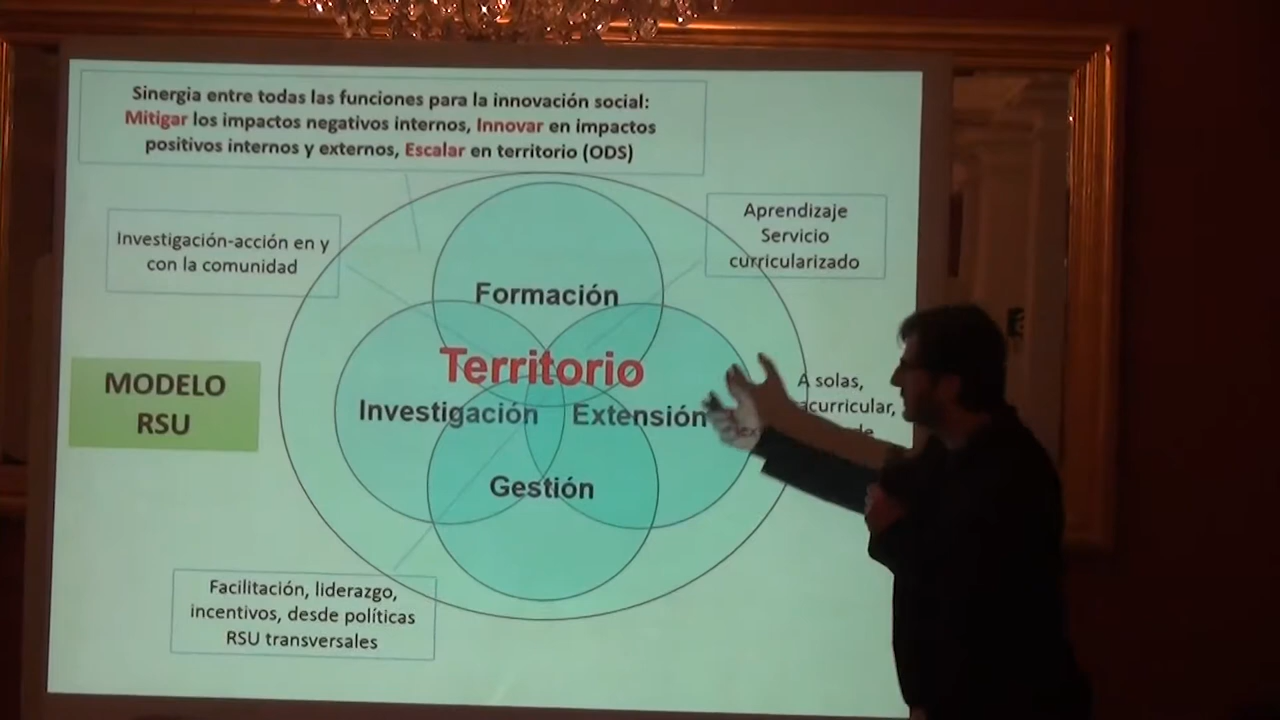 Sinergia entre todas las funciones para la innovación social:
Mitigar los impactos negativos internos, Innovar en impactos
positivos internos y externos, Escalar en territorio (ODS)
Investigación-acción en y
con la comunidad
Aprendizaje
Servicio
curricularizado
Formación
Territorio
Investigación Extensión
Gestión
MODELO
RSU
A solas,
Facilitación, liderazgo,
incentivos, desde políticas
RSU transversales